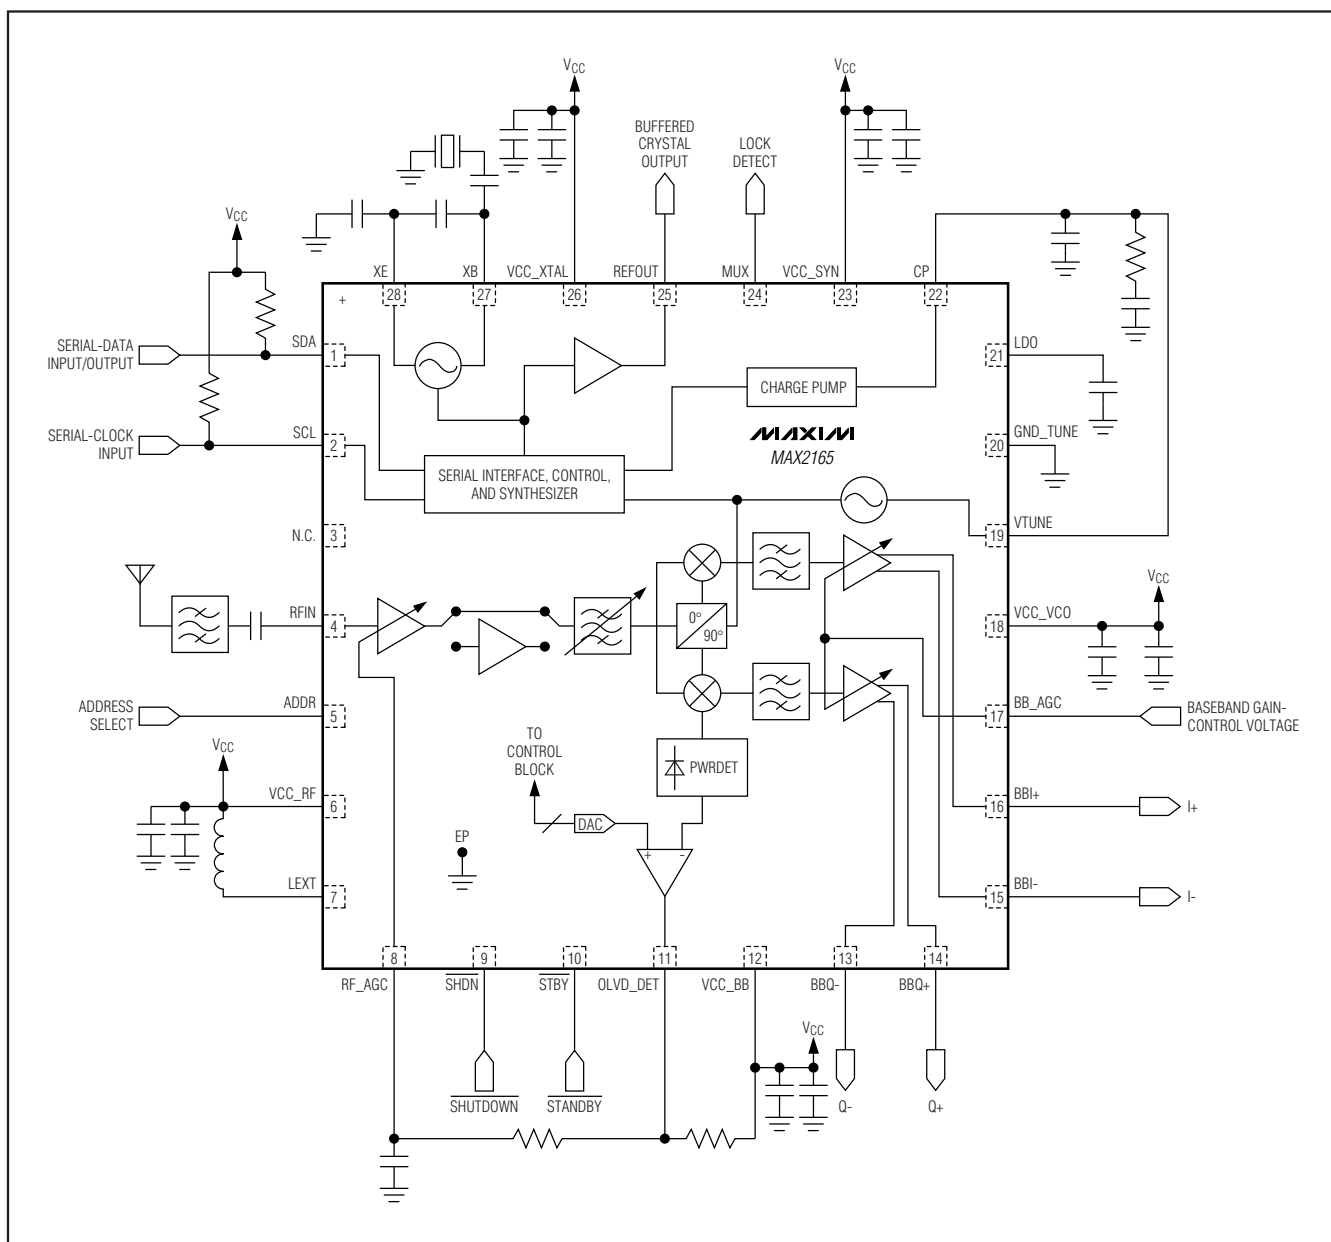 VCC
VCC
BUFFERED
CRYSTAL
OUTPUT
LOCK
DETECT
VCC
XE
XB
VCC_XTAL
REFOUT
MUX
VCC_SYN
CP
+
28
27
26
25
24
23
22
SERIAL-DATA
INPUT/OUTPUT
SDA
1
21
LDO
CHARGE PUMP
MAXIM
MAX2165
SERIAL-CLOCK
INPUT
SCL
2
20
GND_TUNE
SERIAL INTERFACE, CONTROL,
AND SYNTHESIZER
N.C.
3
19
VTUNE
VCC
RFIN
4
0°
90°
18
VCC_VCO
ADDRESS
SELECT
ADDR
5
17
BB_AGC
BASEBAND GAIN-
CONTROL VOLTAGE
VCC
TO
CONTROL
BLOCK
PWRDET
VCC_RF
6
16
BBI+
I+
DAC
EP
+
-
LEXT
7
15
BBI-
I-
8
9
10
11
12
13
14
RF_AGC
SHDN
STBY
OLVD_DET
VCC_BB
BBQ-
BBQ+
VCC
SHUTDOWN
STANDBY
Q-
Q+